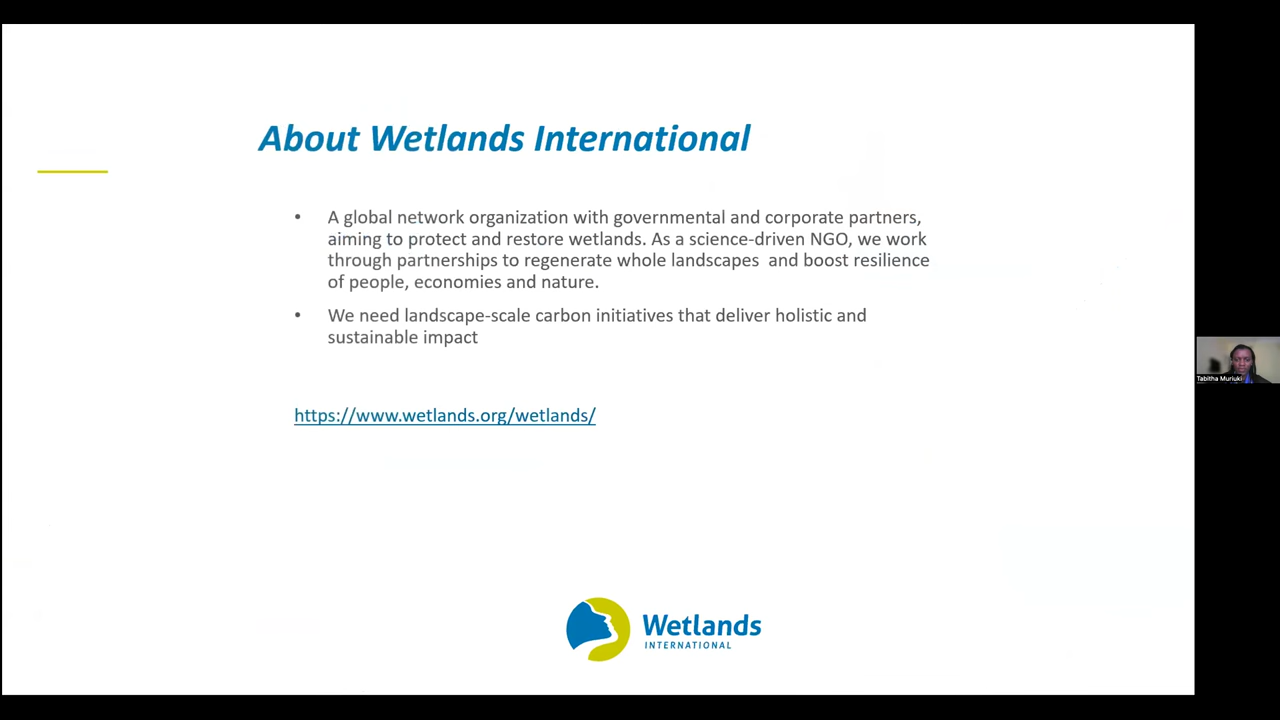 About Wetlands International
• A global network organization with governmental and corporate partners,
aiming to protect and restore wetlands. As a science-driven NGO, we work
through partnerships to regenerate whole landscapes  and boost resilience
of people, economies and nature.
• We need landscape-scale carbon initiatives that deliver holistic and
sustainable impact
https://www.wetlands.org/wetlands/
Tabitha Muriuki
Wetlands
INTERNATIONAL